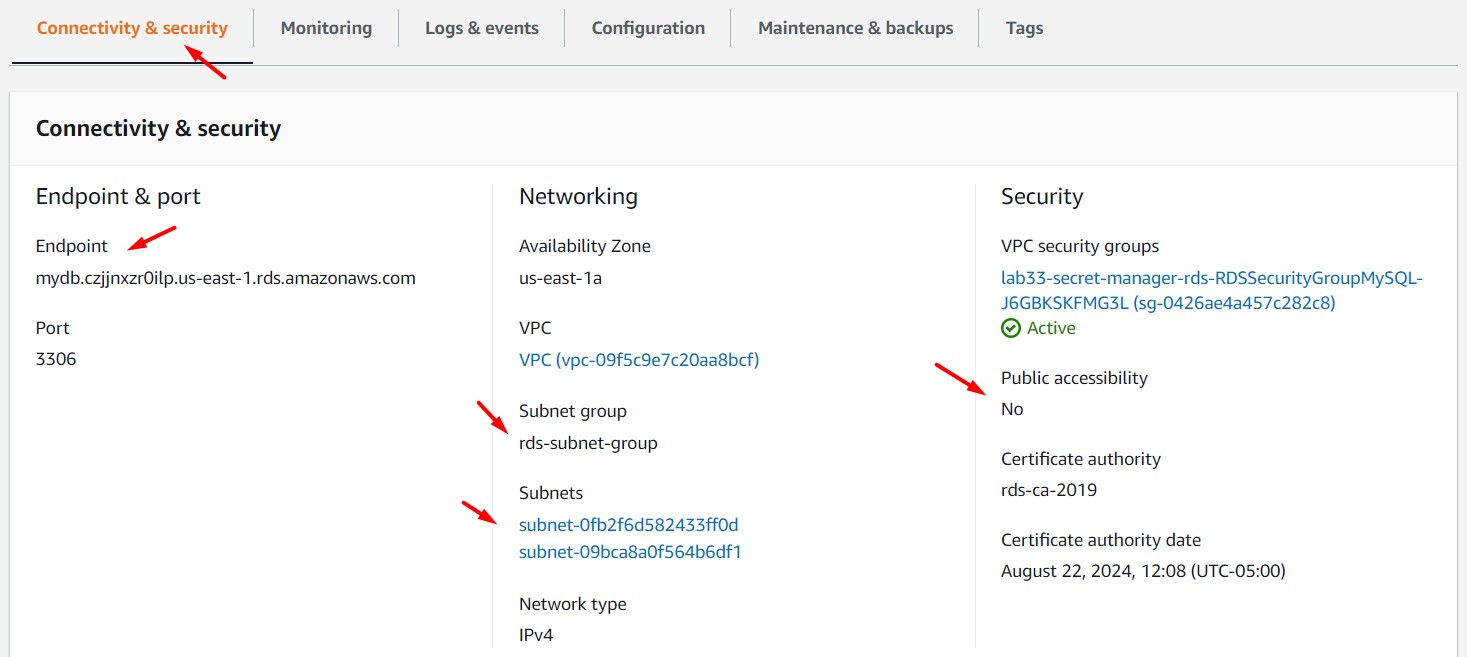 Connectivity & security
Monitoring
Logs & events
Configuration
Maintenance & backups
Tags
Connectivity & security
Endpoint & port
Endpoint
mydb.czjjnxzr0ilp.us-east-1.rds.amazonaws.com
Port
3306
Networking
Availability Zone
us-east-1a
VPC
VPC (vpc-09f5c9e7c20aa8bcf)
Subnet group
rds-subnet-group
Subnets
subnet-0fb2f6d582433ff0d
subnet-09bca8a0f564b6df1
Network type
IPv4
Security
VPC security groups
lab33-secret-manager-rds-RDSSecurityGroupMySQL-
J6GBKSKFMG3L (sg-0426ae4a457c282c8)
Active
Public accessibility
No
Certificate authority
rds-ca-2019
Certificate authority date
August 22, 2024, 12:08 (UTC-05:00)